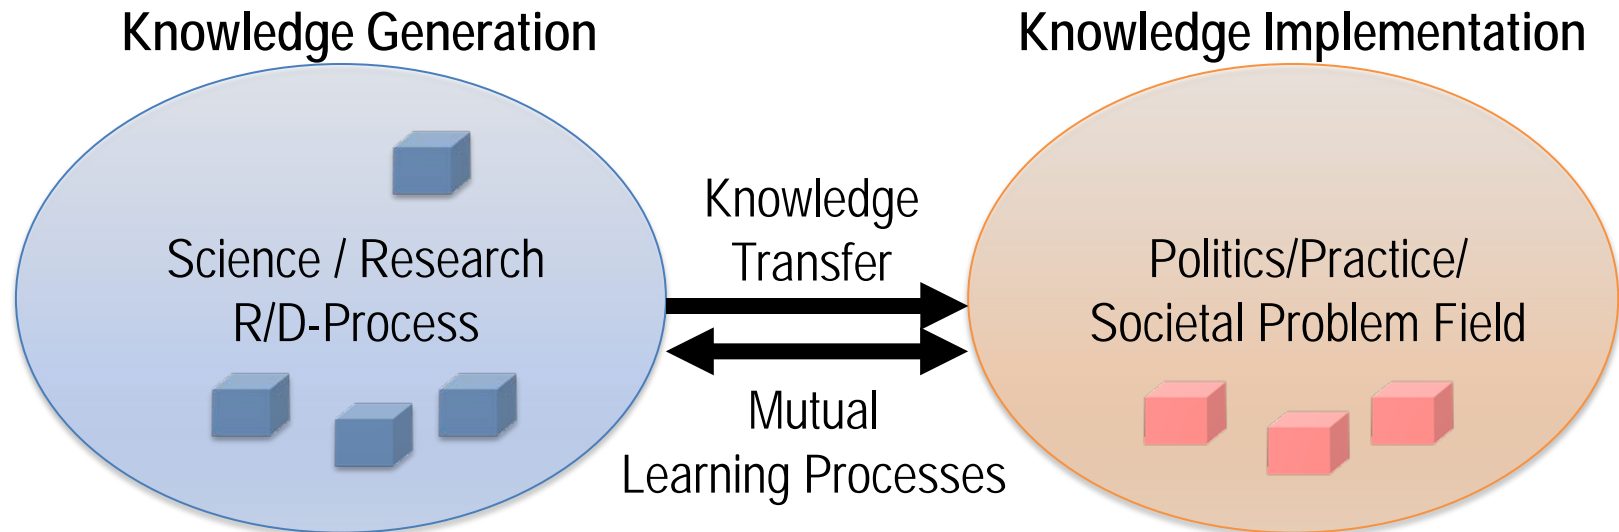 Knowledge Generation
Knowledge Implementation
Science / Research
R/D-Process
Knowledge
Transfer
Mutual
Learning Processes
Politics/Practice/
Societal Problem Field